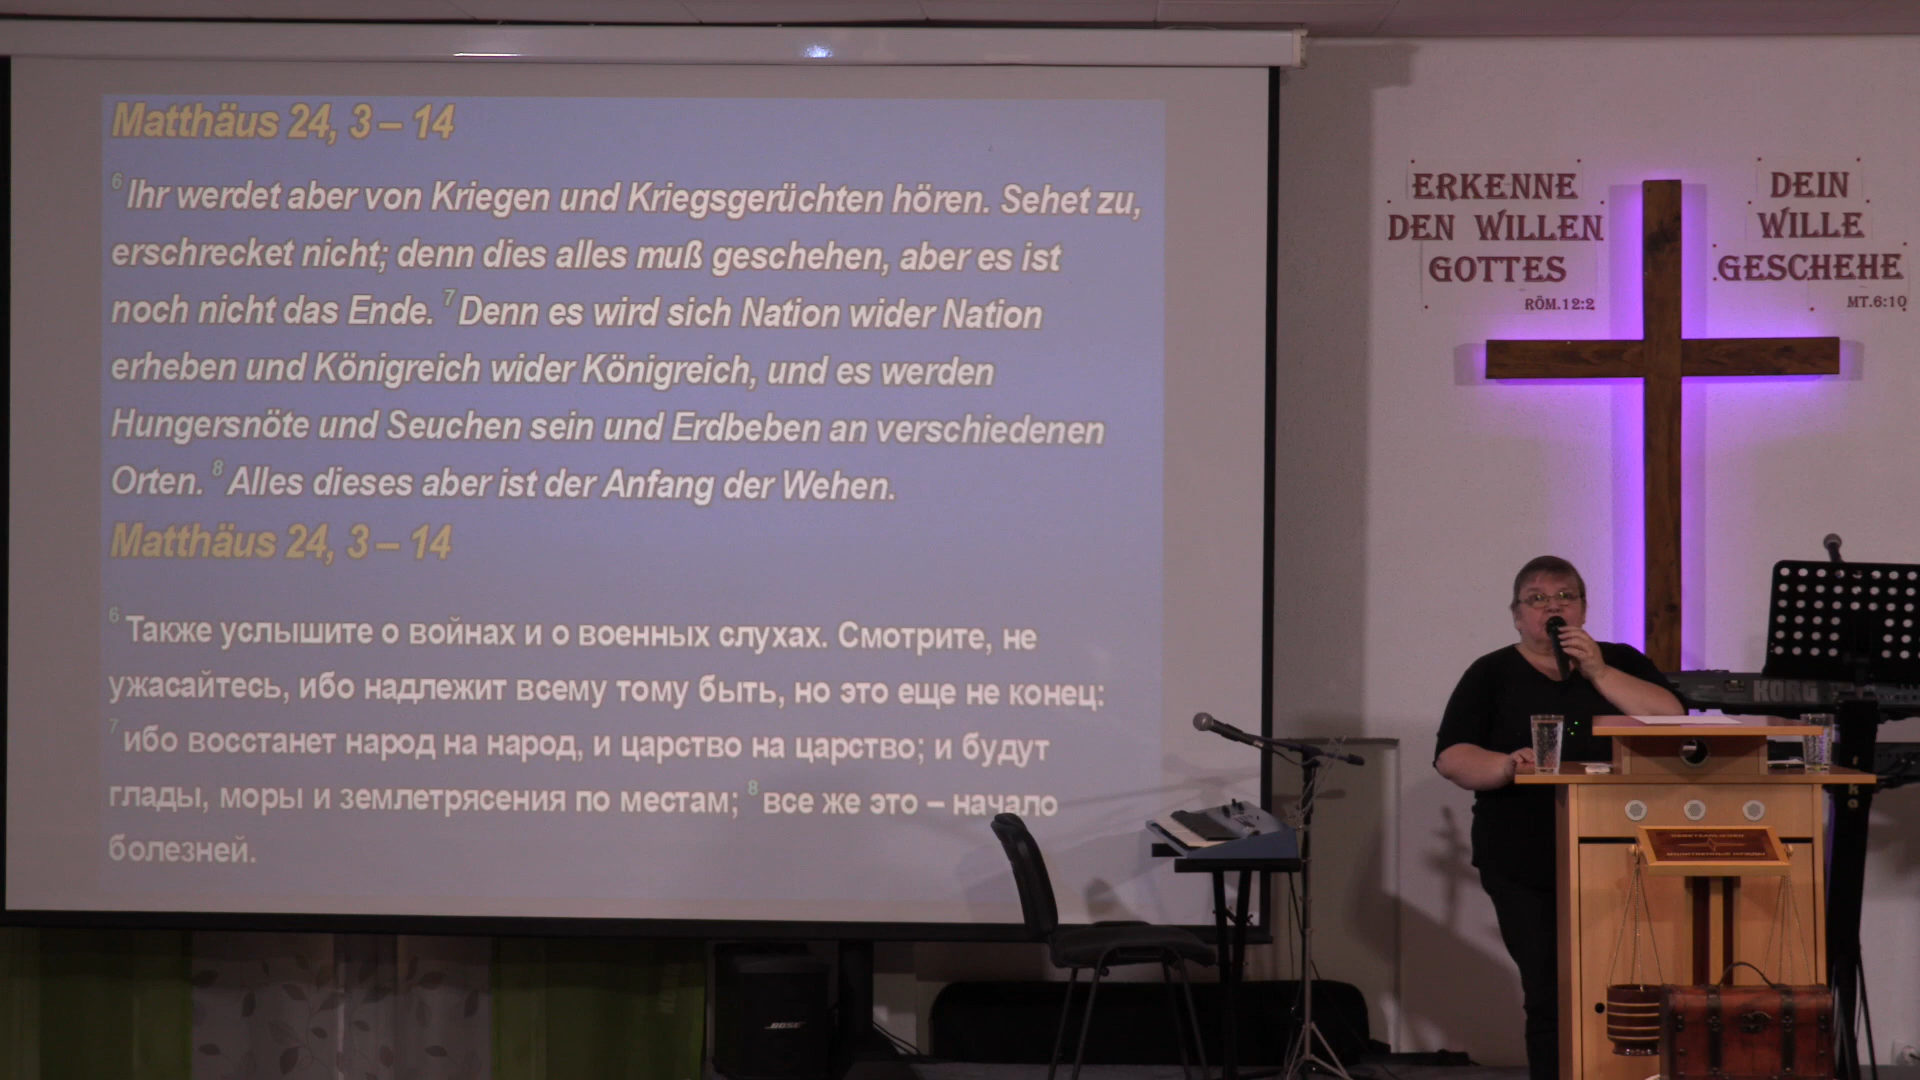 Matthäus 24, 3 – 14
6 Ihr werdet aber von Kriegen und Kriegsgerüchten hören. Sehet zu,
erschrecket nicht; denn dies alles muß geschehen, aber es ist
noch nicht das Ende. 7 Denn es wird sich Nation wider Nation
erheben und Königreich wider Königreich, und es werden
Hungersnöte und Seuchen sein und Erdbeben an verschiedenen
Orten. 8 Alles dieses aber ist der Anfang der Wehen.
Matthäus 24, 3 – 14
6 Также услышите о войнах и о военных слухах. Смотрите, не
ужасайтесь, ибо надлежит всему тому быть, но это еще не конец:
7 ибо восстанет народ на народ, и царство на царство; и будут
глады, моры и землетрясения по местам; 8 все же это – начало
болезней.
ERKENNE
DEN WILLEN
GOTTES
RÖM.12:2
DEIN
WILLE
GESCHEHE
MT.6:10
KORG
BOSE